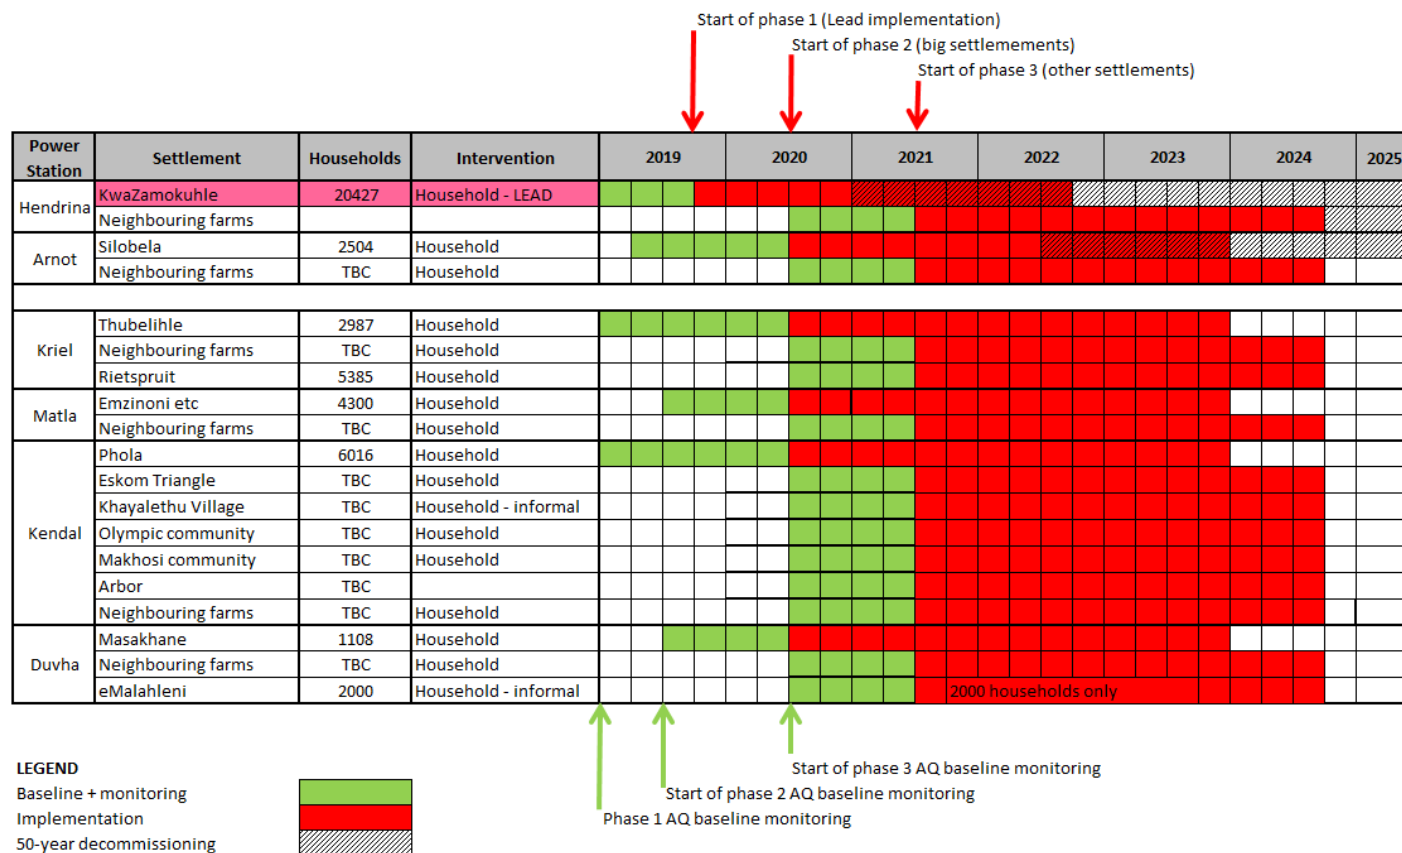 Start of phase 1 (Lead implementation)
Start of phase 2 (big settlemements)
Start of phase 3 (other settlements)
Power Station Settlement Households Intervention 2019 2020 2021 2022 2023 2024 2025
Hendrina KwaZamokuhle 20427 Household - LEAD
Neighbouring farms
Arnot Silobela 2504 Household
Neighbouring farms TBC Household
Kriel Thubelihle 2987 Household
Neighbouring farms TBC Household
Rietspruit 5385 Household
Matla Emzinoni etc 4300 Household
Neighbouring farms TBC Household
Kendal Phola 6016 Household
Eskom Triangle TBC Household
Khayalethu Village TBC Household - informal
Olympic community TBC Household
Makhosi community TBC Household
Arbor TBC
Neighbouring farms TBC Household
Duvha Masakhane 1108 Household
Neighbouring farms TBC Household
eMalahleni 2000 Household - informal 2000 households only
Start of phase 3 AQ baseline monitoring
Start of phase 2 AQ baseline monitoring
Phase 1 AQ baseline monitoring
LEGEND
Baseline + monitoring
Implementation
50-year decommissioning